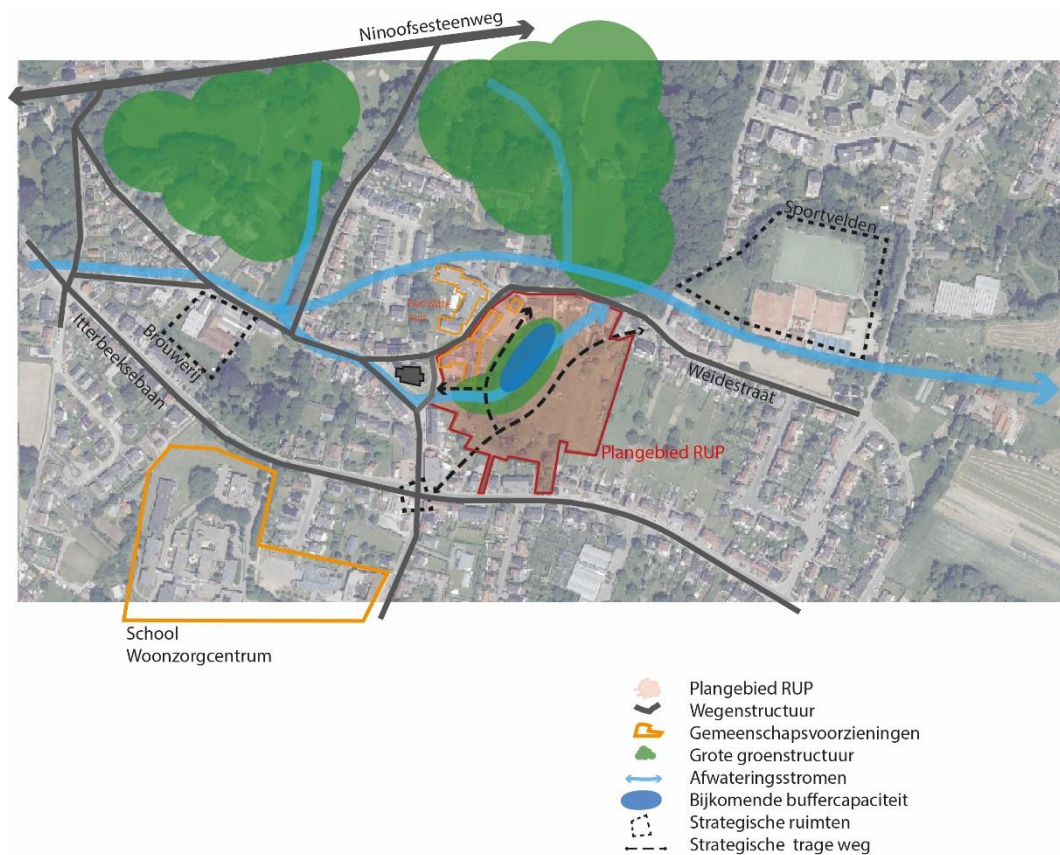 Ninoofsesteenweg
Sportvelden
Brouwerij
Itterbeeksebaan
Weidestraat
Plangebied RUP
School
Woonzorgcentrum
Plangebied RUP
Wegenstructuur
Gemeenschapsvoorzieningen
Grote groenstructuur
Afwateringsstromen
Bijkomende buffercapaciteit
Strategische ruimten
Strategische trage weg